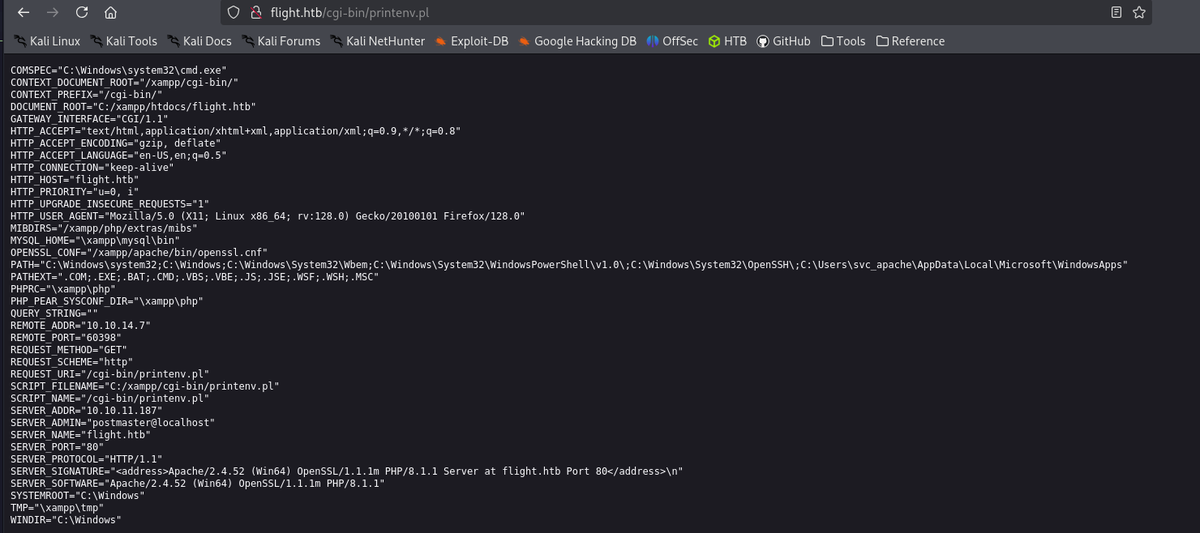 flight.htb/cgi-bin/printenv.pl
Kali Linux Kali Tools Kali Docs Kali Forums Kali NetHunter Exploit-DB Google Hacking DB OffSec HTB GitHub Tools Reference
COMSPEC="C:\Windows\system32\cmd.exe"
CONTEXT_DOCUMENT_ROOT="/xampp/cgi-bin/"
CONTEXT_PREFIX="/cgi-bin/"
DOCUMENT_ROOT="C:/xampp/htdocs/flight.htb"
GATEWAY_INTERFACE="CGI/1.1"
HTTP_ACCEPT="text/html,application/xhtml+xml,application/xml;q=0.9,*/*;q=0.8"
HTTP_ACCEPT_ENCODING="gzip, deflate"
HTTP_ACCEPT_LANGUAGE="en-US,en;q=0.5"
HTTP_CONNECTION="keep-alive"
HTTP_HOST="flight.htb"
HTTP_PRIORITY="u=0, i"
HTTP_UPGRADE_INSECURE_REQUESTS="1"
HTTP_USER_AGENT="Mozilla/5.0 (X11; Linux x86_64; rv:128.0) Gecko/20100101 Firefox/128.0"
MIBDIRS="/xampp/php/extras/mibs"
MYSQL_HOME="\xampp\mysql\bin"
OPENSSL_CONF="/xampp/apache/bin/openssl.cnf"
PATH="C:\Windows\system32;C:\Windows;C:\Windows\System32\Wbem;C:\Windows\System32\WindowsPowerShell\v1.0\;C:\Windows\System32\OpenSSH\;C:\Users\svc_apache\AppData\Local\Microsoft\WindowsApps"
PATHEXT=".COM;.EXE;.BAT;.CMD;.VBS;.VBE;.JS;.JSE;.WSF;.WSH;.MSC"
PHPRC="\xampp\php"
PHP_PEAR_SYSCONF_DIR="\xampp\php"
QUERY_STRING=""
REMOTE_ADDR="10.10.14.7"
REMOTE_PORT="60398"
REQUEST_METHOD="GET"
REQUEST_SCHEME="http"
REQUEST_URI="/cgi-bin/printenv.pl"
SCRIPT_FILENAME="C:/xampp/cgi-bin/printenv.pl"
SCRIPT_NAME="/cgi-bin/printenv.pl"
SERVER_ADDR="10.10.11.187"
SERVER_ADMIN="postmaster@localhost"
SERVER_NAME="flight.htb"
SERVER_PORT="80"
SERVER_PROTOCOL="HTTP/1.1"
SERVER_SIGNATURE="<address>Apache/2.4.52 (Win64) OpenSSL/1.1.1m PHP/8.1.1 Server at flight.htb Port 80</address>\n"
SERVER_SOFTWARE="Apache/2.4.52 (Win64) OpenSSL/1.1.1m PHP/8.1.1"
SYSTEMROOT="C:\Windows"
TMP="\xampp\tmp"
WINDIR="C:\Windows"